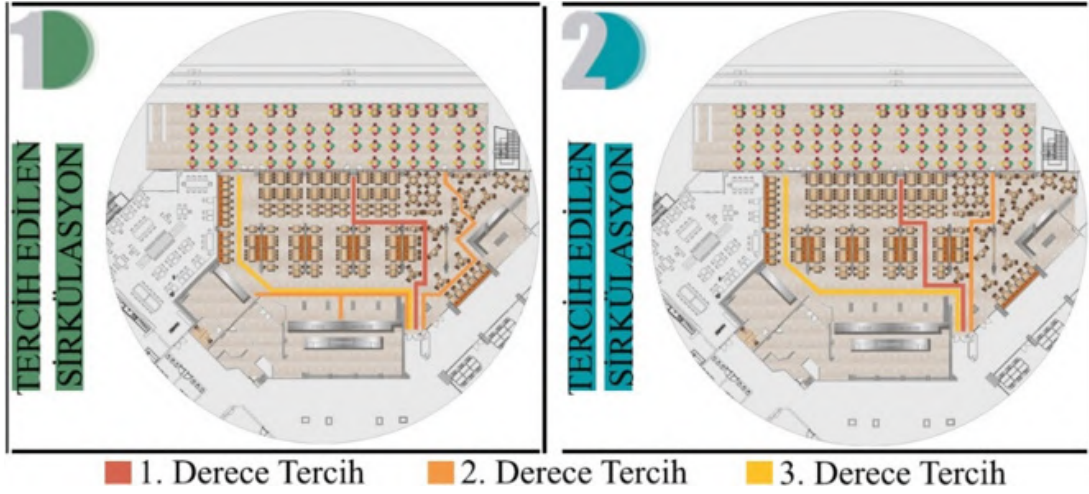 1
TERCİH EDİLEN
SİRKÜLASYON
2
TERCİH EDİLEN
SİRKÜLASYON
1. Derece Tercih
2. Derece Tercih
3. Derece Tercih